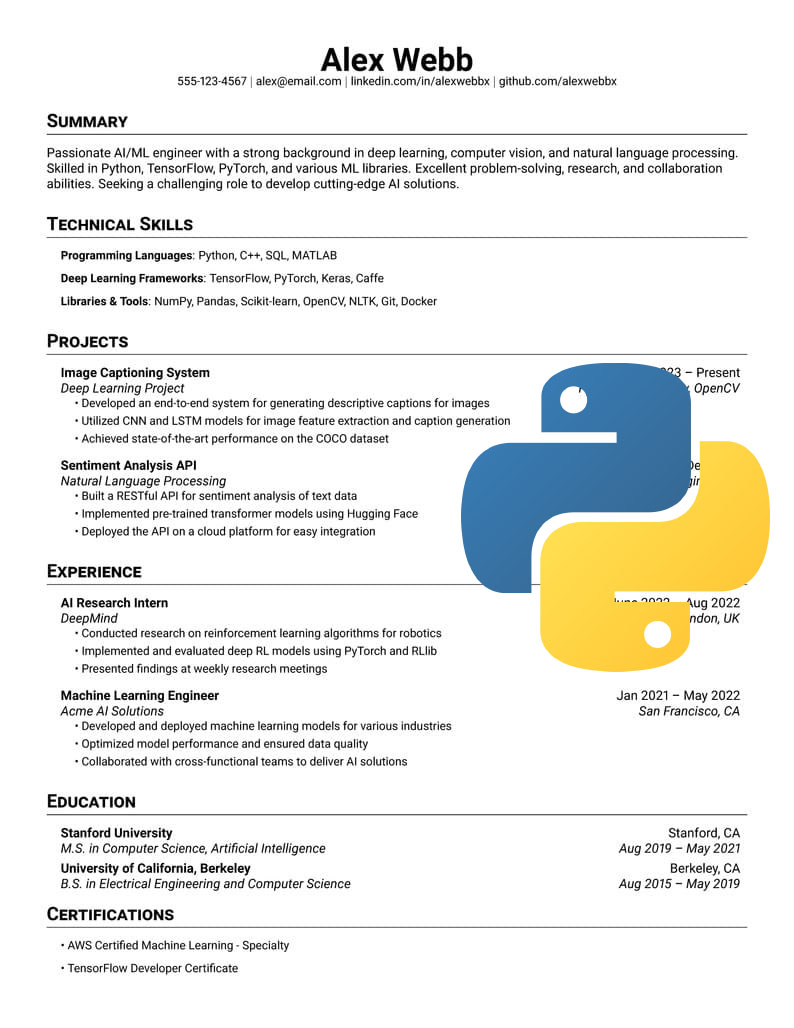 Alex Webb
555-123-4567 | alex@email.com | linkedin.com/in/alexwebbx | github.com/alexwebbx
SUMMARY
Passionate AI/ML engineer with a strong background in deep learning, computer vision, and natural language processing.
Skilled in Python, TensorFlow, PyTorch, and various ML libraries. Excellent problem-solving, research, and collaboration
abilities. Seeking a challenging role to develop cutting-edge AI solutions.
TECHNICAL SKILLS
Programming Languages: Python, C++, SQL, MATLAB
Deep Learning Frameworks: TensorFlow, PyTorch, Keras, Caffe
Libraries & Tools: NumPy, Pandas, Scikit-learn, OpenCV, NLTK, Git, Docker
PROJECTS
Image Captioning System – Present
Deep Learning Project OpenCV
• Developed an end-to-end system for generating descriptive captions for images
• Utilized CNN and LSTM models for image feature extraction and caption generation
• Achieved state-of-the-art performance on the COCO dataset
Sentiment Analysis API
Natural Language Processing
• Built a RESTful API for sentiment analysis of text data
• Implemented pre-trained transformer models using Hugging Face
• Deployed the API on a cloud platform for easy integration
EXPERIENCE
AI Research Intern Aug 2022
DeepMind UK
• Conducted research on reinforcement learning algorithms for robotics
• Implemented and evaluated deep RL models using PyTorch and RLlib
• Presented findings at weekly research meetings
Machine Learning Engineer Jan 2021 – May 2022
Acme AI Solutions San Francisco, CA
• Developed and deployed machine learning models for various industries
• Optimized model performance and ensured data quality
• Collaborated with cross-functional teams to deliver AI solutions
EDUCATION
Stanford University Stanford, CA
M.S. in Computer Science, Artificial Intelligence Aug 2019 – May 2021
University of California, Berkeley Berkeley, CA
B.S. in Electrical Engineering and Computer Science Aug 2015 – May 2019
CERTIFICATIONS
• AWS Certified Machine Learning - Specialty
• TensorFlow Developer Certificate